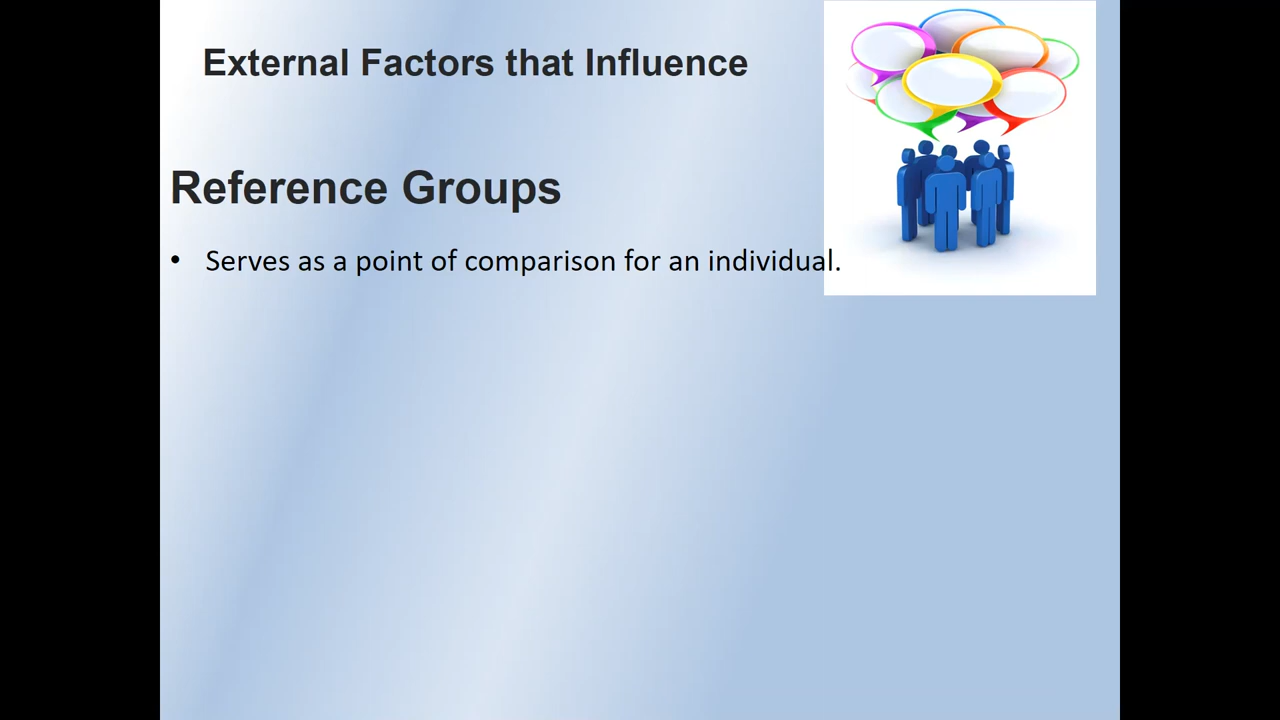 External Factors that Influence
Reference Groups
• Serves as a point of comparison for an individual.